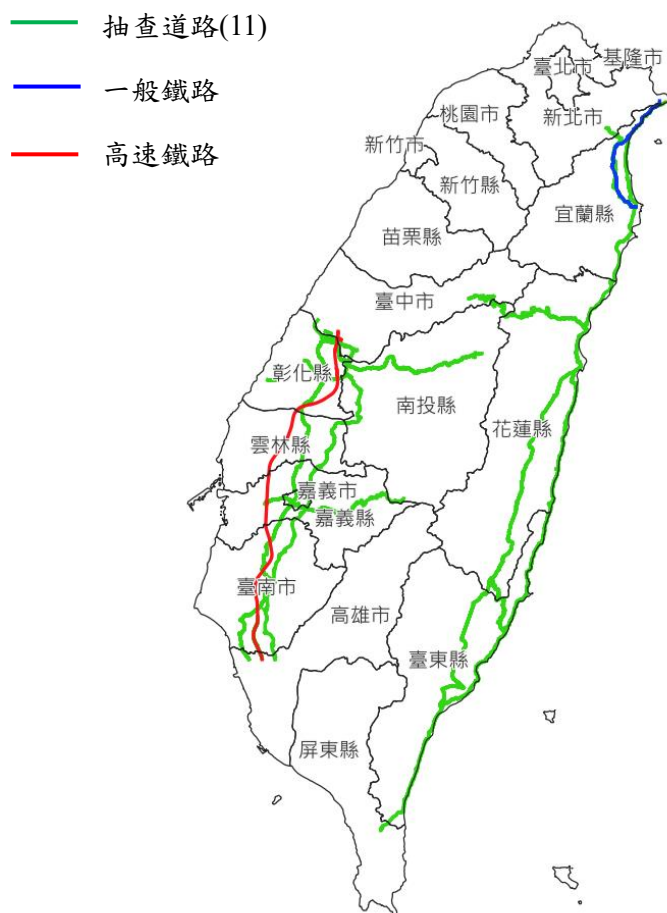 抽查道路(11)
一般鐵路
高速鐵路
基隆市
臺北市
新北市
桃園市
新竹市
新竹縣
宜蘭縣
苗栗縣
臺中市
彰化縣
南投縣
花蓮縣
雲林縣
嘉義市
嘉義縣
臺南市
高雄市
臺東縣
屏東縣